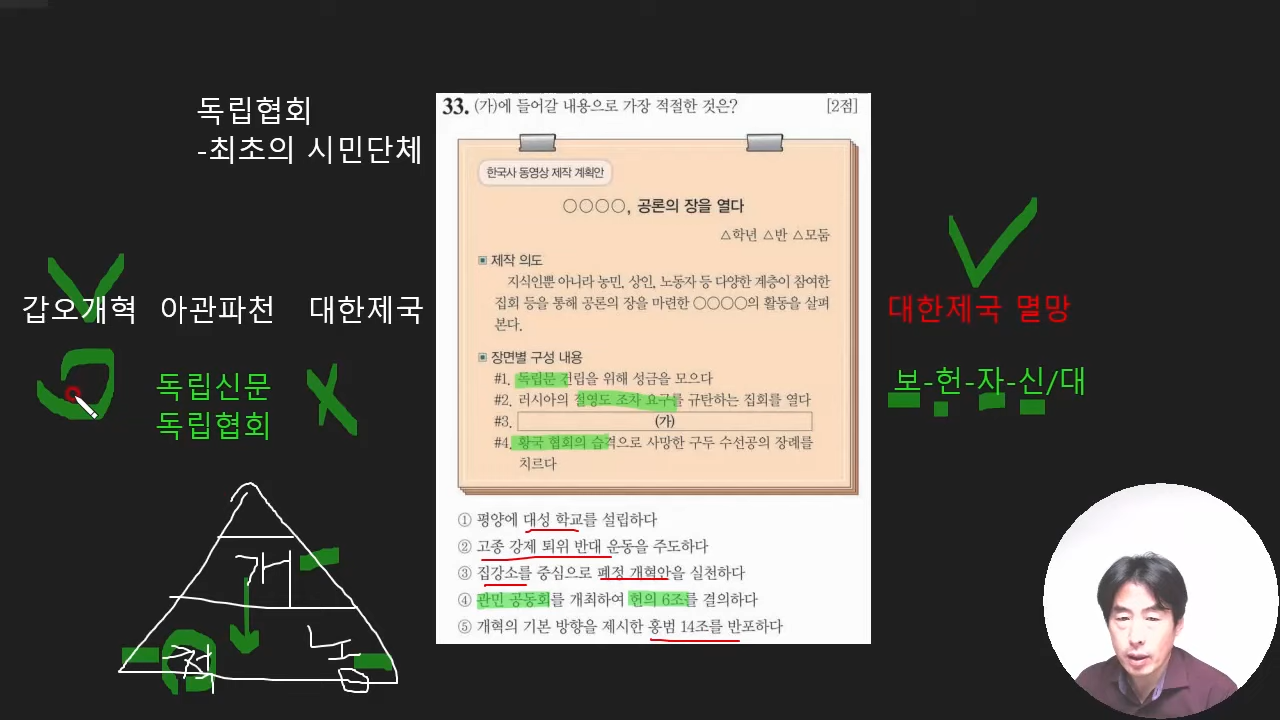 독립협회
-최초의 시민단체
갑오개혁 아관파천 대한제국
독립신문
독립협회
개
정
농
33. (가)에 들어갈 내용으로 가장 적절한 것은? [2점]
한국사 동영상 제작 계획안
○○○○, 공론의 장을 열다
△학년 △반 △모둠
▣ 제작 의도
지식인뿐 아니라 농민, 상인, 노동자 등 다양한 계층이 참여한
집회 등을 통해 공론의 장을 마련한 ○○○○의 활동을 살펴
본다.
▣ 장면별 구성 내용
#1. 독립문 건립을 위해 성금을 모으다
#2. 러시아의 절영도 조차 요구를 규탄하는 집회를 열다
#3. (가)
#4. 황국 협회의 습격으로 사망한 구두 수선공의 장례를
치르다
① 평양에 대성 학교를 설립하다
② 고종 강제 퇴위 반대 운동을 주도하다
③ 집강소를 중심으로 폐정 개혁안을 실천하다
④ 관민 공동회를 개최하여 헌의 6조를 결의하다
⑤ 개혁의 기본 방향을 제시한 홍범 14조를 반포하다
대한제국 멸망
보-헌-자-신/대